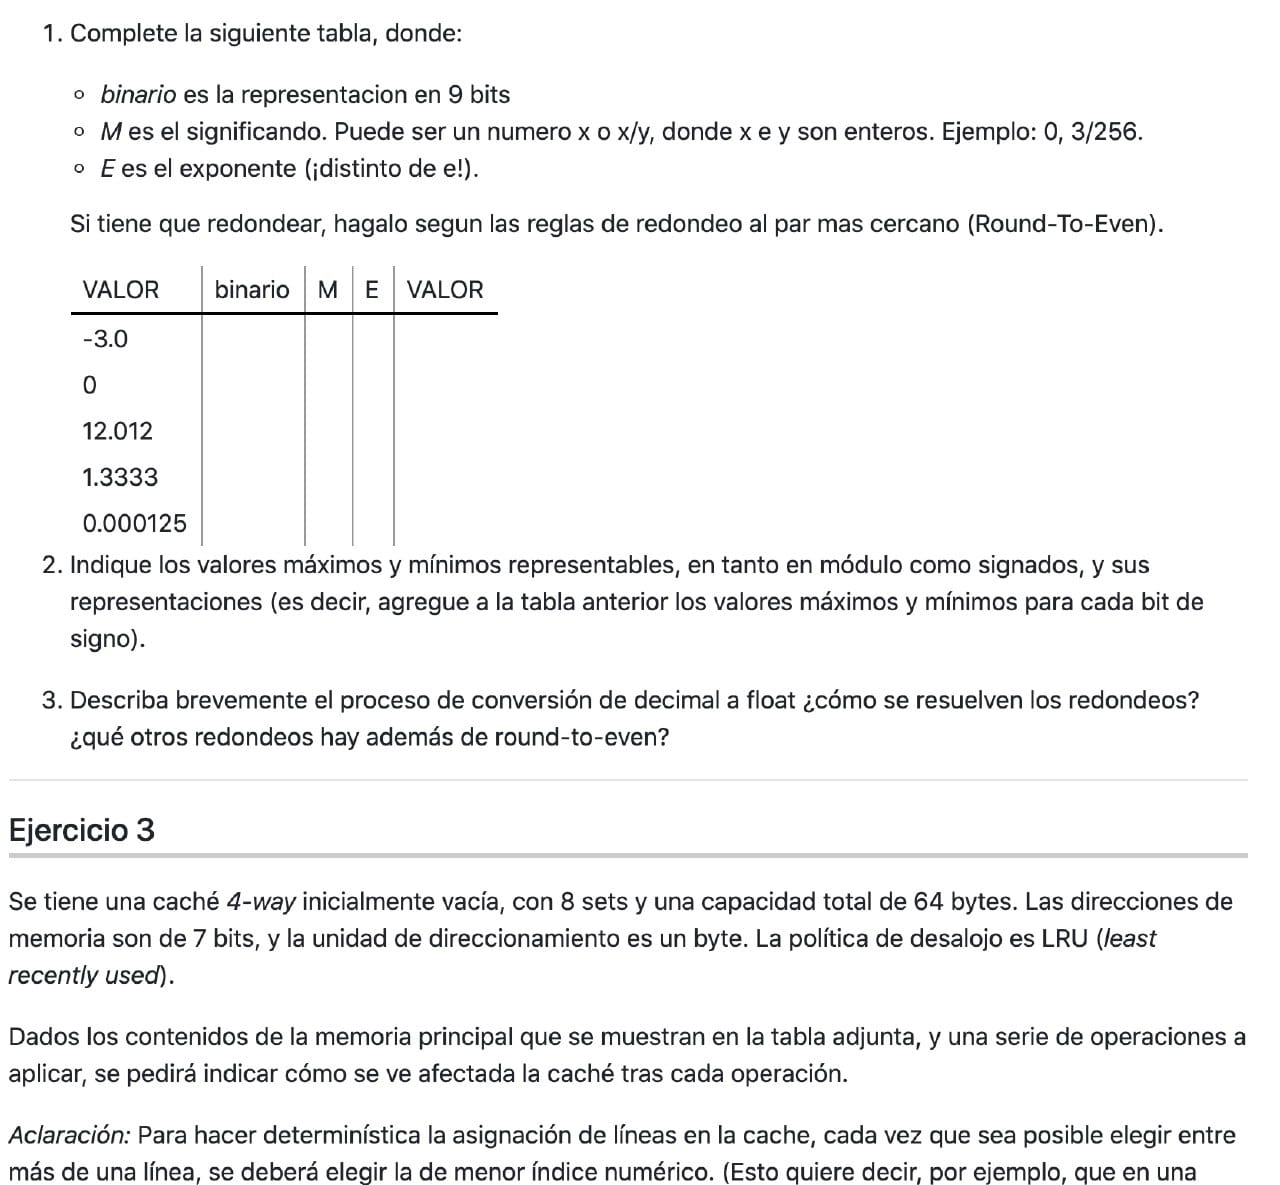 1. Complete la siguiente tabla, donde:
binario es la representacion en 9 bits
M es el significando. Puede ser un numero x o x/y, donde x e y son enteros. Ejemplo: 0, 3/256.
E es el exponente (¡distinto de e!).
Si tiene que redondear, hagalo segun las reglas de redondeo al par mas cercano (Round-To-Even).
VALOR binario M E VALOR
-3.0
0
12.012
1.3333
0.000125
2. Indique los valores máximos y mínimos representables, en tanto en módulo como signados, y sus
representaciones (es decir, agregue a la tabla anterior los valores máximos y mínimos para cada bit de
signo).
3. Describa brevemente el proceso de conversión de decimal a float ¿cómo se resuelven los redondeos?
¿qué otros redondeos hay además de round-to-even?
Ejercicio 3
Se tiene una caché 4-way inicialmente vacía, con 8 sets y una capacidad total de 64 bytes. Las direcciones de
memoria son de 7 bits, y la unidad de direccionamiento es un byte. La política de desalojo es LRU (least
recently used).
Dados los contenidos de la memoria principal que se muestran en la tabla adjunta, y una serie de operaciones a
aplicar, se pedirá indicar cómo se ve afectada la caché tras cada operación.
Aclaración: Para hacer determinística la asignación de líneas en la cache, cada vez que sea posible elegir entre
más de una línea, se deberá elegir la de menor índice numérico. (Esto quiere decir, por ejemplo, que en una